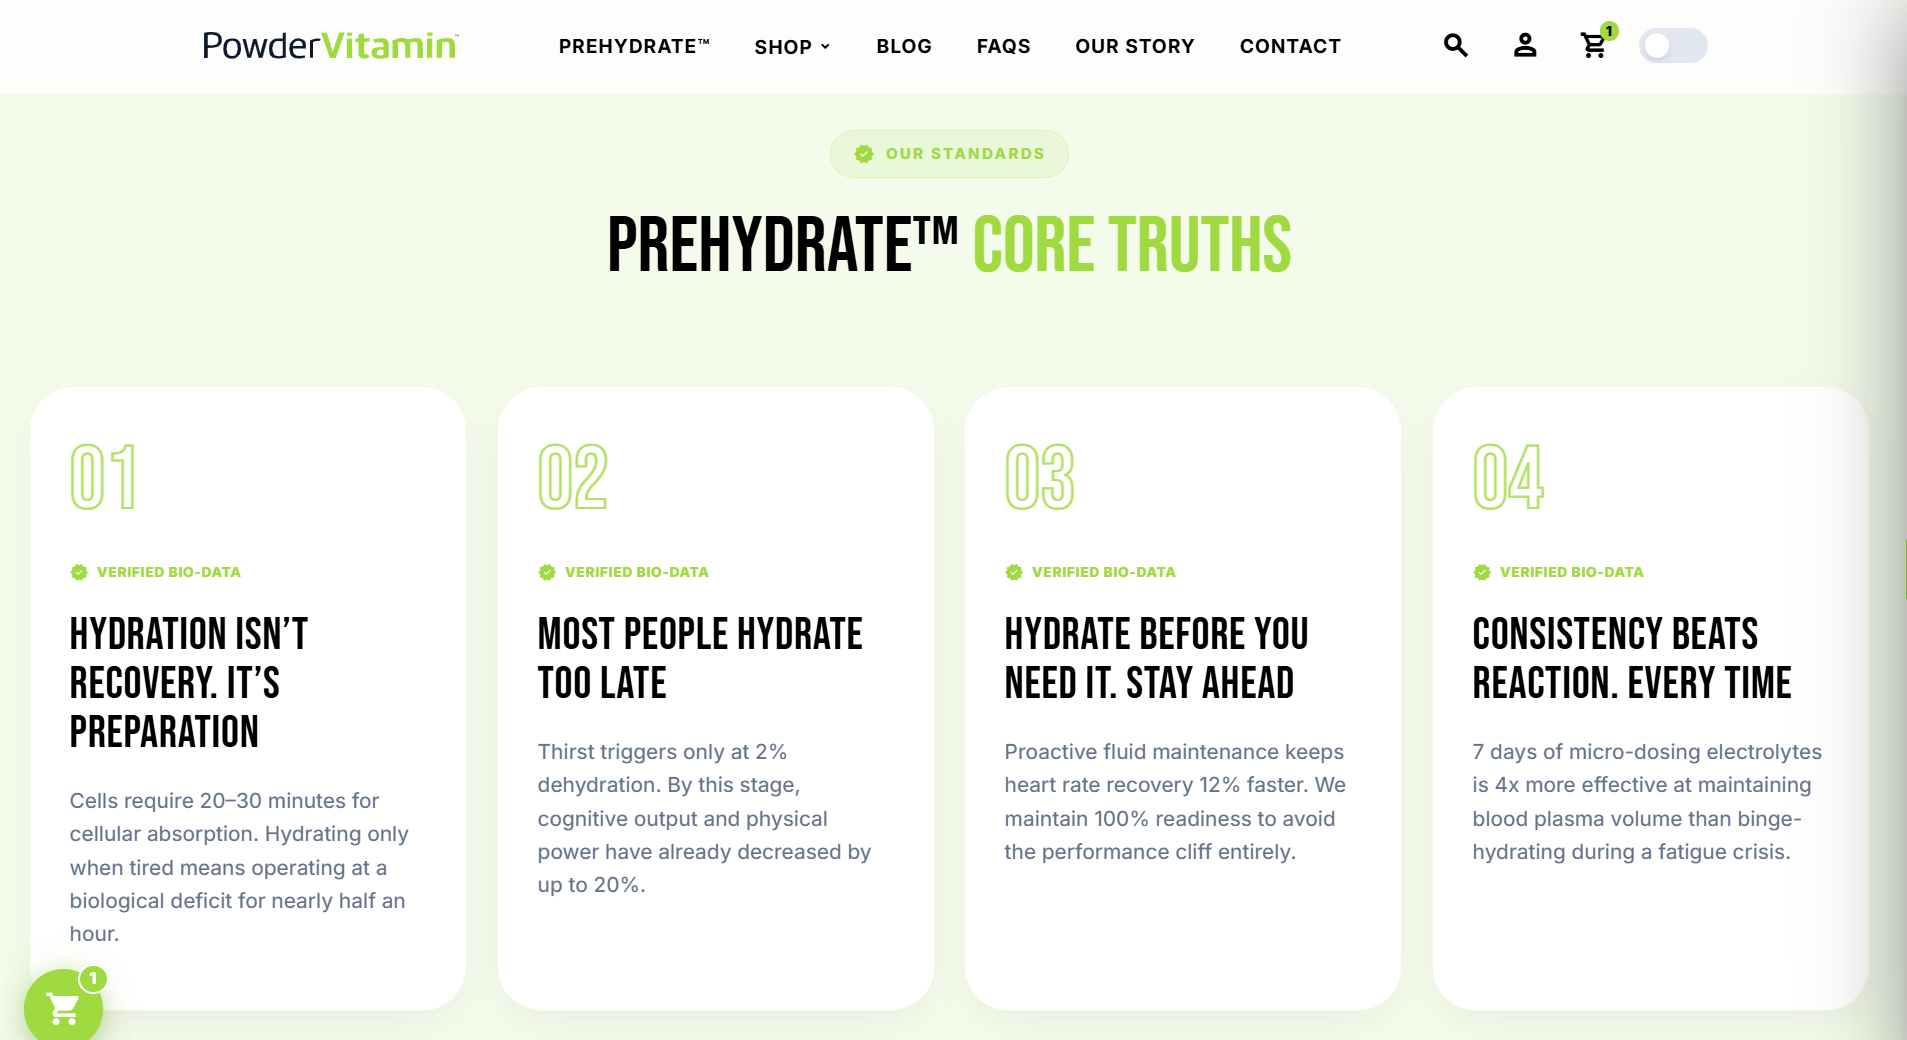 PowderVitamin™
PREHYDRATE™
SHOP
BLOG
FAQS
OUR STORY
CONTACT
1
OUR STANDARDS
PREHYDRATE™ CORE TRUTHS
01
VERIFIED BIO-DATA
HYDRATION ISN’T
RECOVERY. IT’S
PREPARATION
Cells require 20–30 minutes for
cellular absorption. Hydrating only
when tired means operating at a
biological deficit for nearly half an
hour.
02
VERIFIED BIO-DATA
MOST PEOPLE HYDRATE
TOO LATE
Thirst triggers only at 2%
dehydration. By this stage,
cognitive output and physical
power have already decreased by
up to 20%.
03
VERIFIED BIO-DATA
HYDRATE BEFORE YOU
NEED IT. STAY AHEAD
Proactive fluid maintenance keeps
heart rate recovery 12% faster. We
maintain 100% readiness to avoid
the performance cliff entirely.
04
VERIFIED BIO-DATA
CONSISTENCY BEATS
REACTION. EVERY TIME
7 days of micro-dosing electrolytes
is 4x more effective at maintaining
blood plasma volume than binge-
hydrating during a fatigue crisis.
1